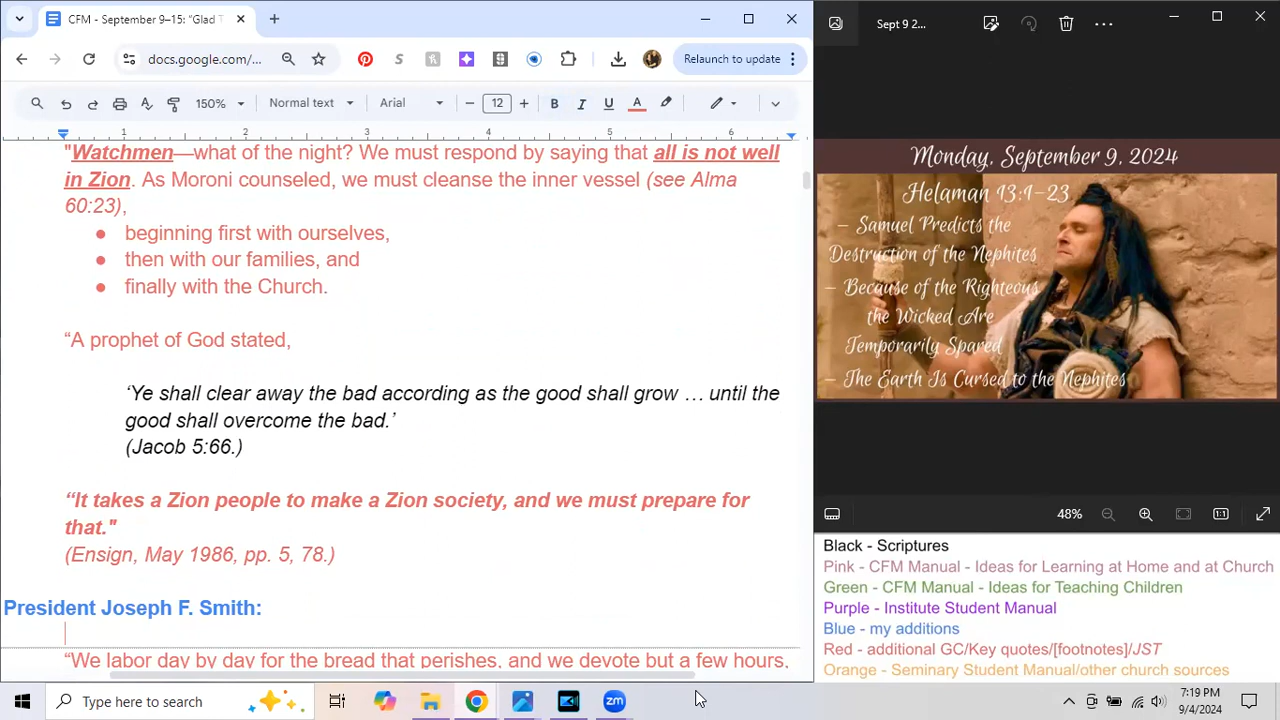 CFM - September 9–15: “Glad T
docs.google.com/...
Relaunch to update
150%
Normal text
Arial
12
1 2 3 4 5 6
"Watchmen—what of the night? We must respond by saying that all is not well
in Zion. As Moroni counseled, we must cleanse the inner vessel (see Alma
60:23),
● beginning first with ourselves,
● then with our families, and
● finally with the Church.
“A prophet of God stated,
‘Ye shall clear away the bad according as the good shall grow … until the
good shall overcome the bad.’
(Jacob 5:66.)
“It takes a Zion people to make a Zion society, and we must prepare for
that."
(Ensign, May 1986, pp. 5, 78.)
President Joseph F. Smith:
“We labor day by day for the bread that perishes, and we devote but a few hours,
Sept 9 2...
Monday, September 9, 2024
Helaman 13:1-23
- Samuel Predicts the
Destruction of the Nephites
- Because of the Righteous
the Wicked Are
Temporarily Spared
- The Earth Is Cursed to the Nephites
48%
1:1
Black - Scriptures
Pink - CFM Manual - Ideas for Learning at Home and at Church
Green - CFM Manual - Ideas for Teaching Children
Purple - Institute Student Manual
Blue - my additions
Red - additional GC/Key quotes/[footnotes]/JST
Orange - Seminary Student Manual/other church sources
Type here to search
zm
7:19 PM
9/4/2024